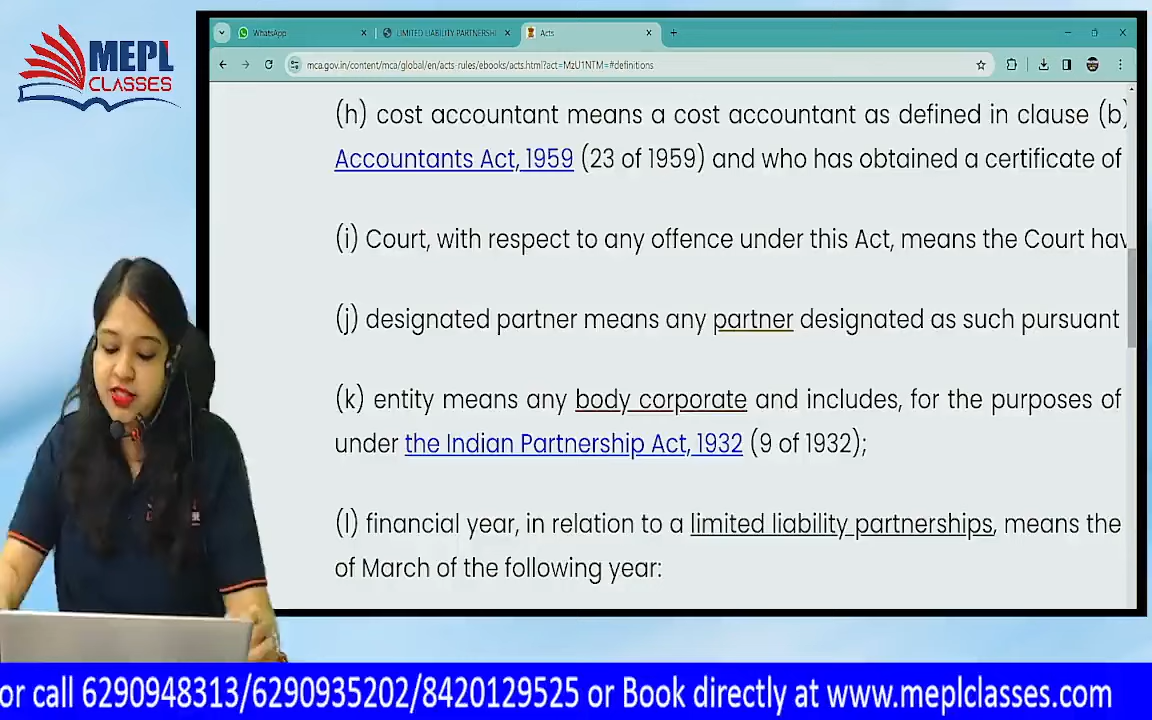 MEPL
CLASSES
WhatsApp
LIMITED LIABILITY PARTNERSHI
Acts
mca.gov.in/content/mca/global/en/acts-rules/ebooks/acts.html?act=MzU1NTM=#definitions
(h) cost accountant means a cost accountant as defined in clause (b)
Accountants Act, 1959 (23 of 1959) and who has obtained a certificate of
(i) Court, with respect to any offence under this Act, means the Court hav
(j) designated partner means any partner designated as such pursuant
(k) entity means any body corporate and includes, for the purposes of
under the Indian Partnership Act, 1932 (9 of 1932);
(l) financial year, in relation to a limited liability partnerships, means the
of March of the following year:
or call 6290948313/6290935202/8420129525 or Book directly at www.meplclasses.com